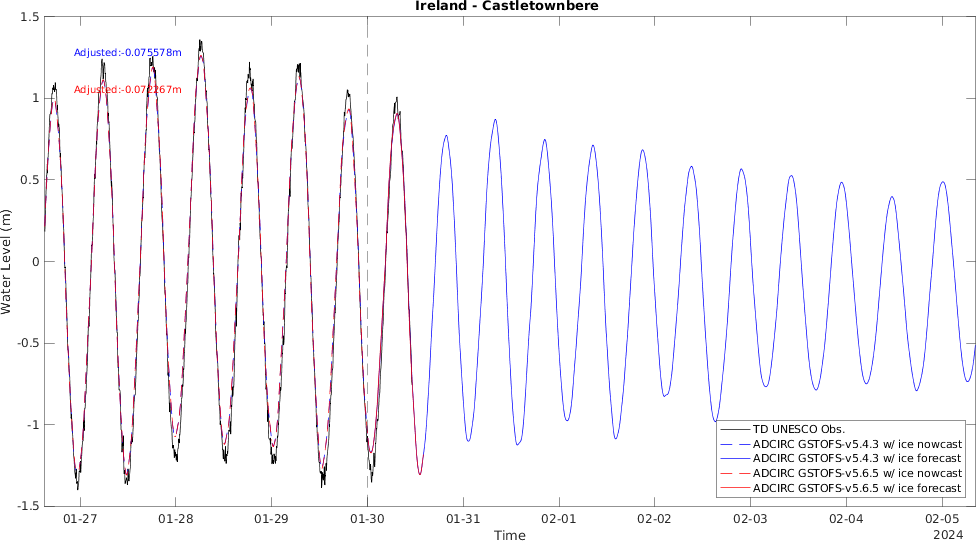 Ireland - Castletownbere
1.5
Adjusted:-0.075578m
Adjusted:-0.072267m
1
0.5
0
-0.5
-1
-1.5
Water Level (m)
TD UNESCO Obs.
ADCIRC GSTOFS-v5.4.3 w/ ice nowcast
ADCIRC GSTOFS-v5.4.3 w/ ice forecast
ADCIRC GSTOFS-v5.6.5 w/ ice nowcast
ADCIRC GSTOFS-v5.6.5 w/ ice forecast
01-27 01-28 01-29 01-30 01-31 02-01 02-02 02-03 02-04 02-05
Time
2024